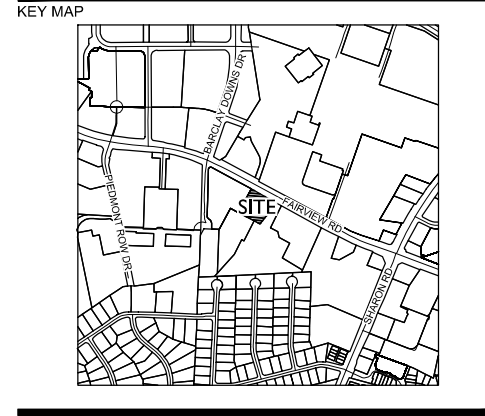 KEY MAP
BARCLAY DOWNS DR
PIEDMONT ROW DR
SITE
FAIRVIEW RD
SHARON RD